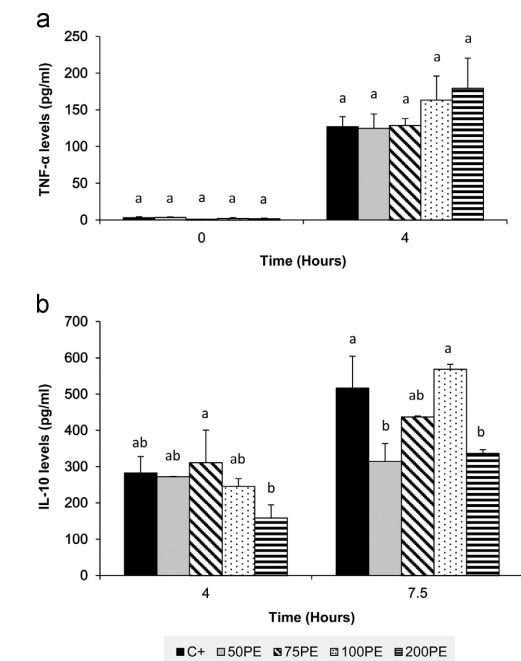 a
250
200
150
100
50
0
TNF-α levels (pg/ml)
a a a a a
a a a a a
0 4
Time (Hours)
b
700
600
500
400
300
200
100
0
IL-10 levels (pg/ml)
ab ab a ab b
a b ab a b
4 7.5
Time (Hours)
C+ 50PE 75PE 100PE 200PE